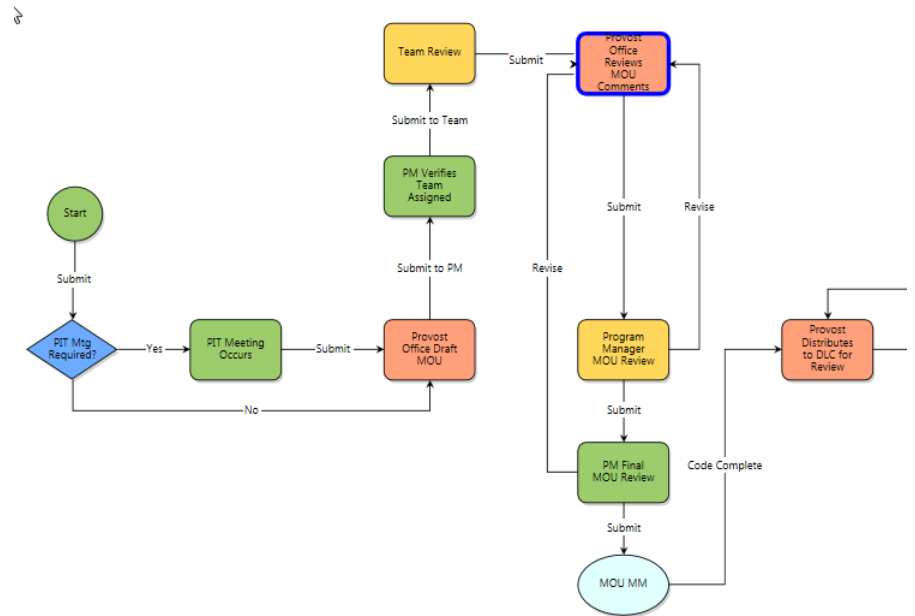 Provost
Office
Reviews
MOU
Comments
Team Review
Submit
Submit to Team
PM Verifies
Team
Assigned
Start
Submit
Revise
Submit
Submit to PM
Revise
PIT Mtg
Required?
Yes
PIT Meeting
Occurs
Submit
Provost
Office Draft
MOU
Program
Manager
MOU Review
Provost
Distributes
to DLC for
Review
No
Submit
PM Final
MOU Review
Code Complete
Submit
MOU MM